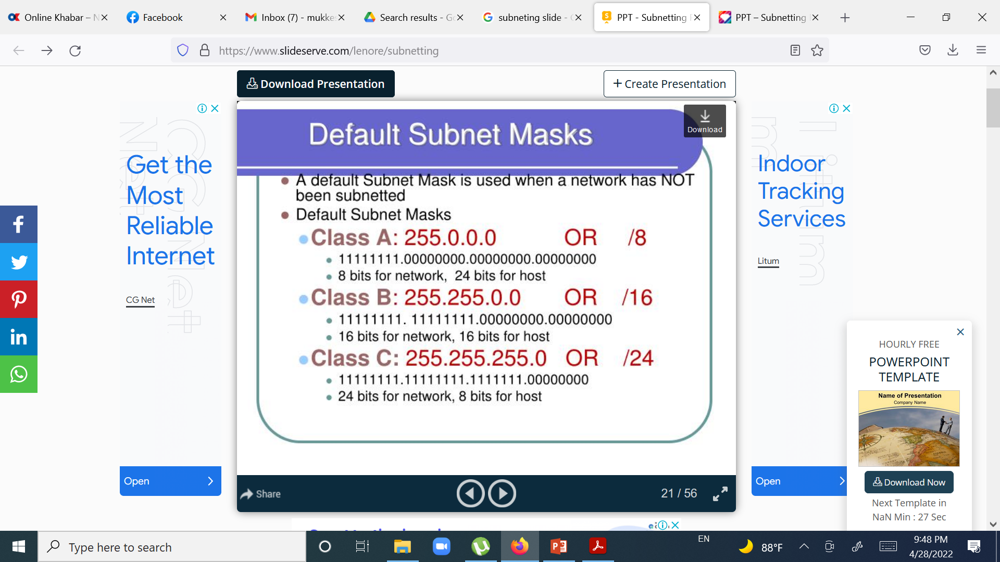 Online Khabar – N
Facebook
Inbox (7) - mukke
Search results - Go
subneting slide - G
PPT - Subnetting P
PPT – Subnetting
https://www.slideserve.com/lenore/subnetting
Download Presentation
+ Create Presentation
Download
Default Subnet Masks
A default Subnet Mask is used when a network has NOT
been subnetted
Default Subnet Masks
Class A: 255.0.0.0 OR /8
11111111.00000000.00000000.00000000
8 bits for network, 24 bits for host
Class B: 255.255.0.0 OR /16
11111111. 11111111.00000000.00000000
16 bits for network, 16 bits for host
Class C: 255.255.255.0 OR /24
11111111.11111111.1111111.00000000
24 bits for network, 8 bits for host
Share
21 / 56
CG Net
Get the
Most
Reliable
Internet
CG Net
Open
litum
Indoor
Tracking
Services
Litum
Open
HOURLY FREE
POWERPOINT
TEMPLATE
Name of Presentation
Company Name
Download Now
Next Template in
NaN Min : 27 Sec
Type here to search
EN
88°F
9:48 PM
4/28/2022